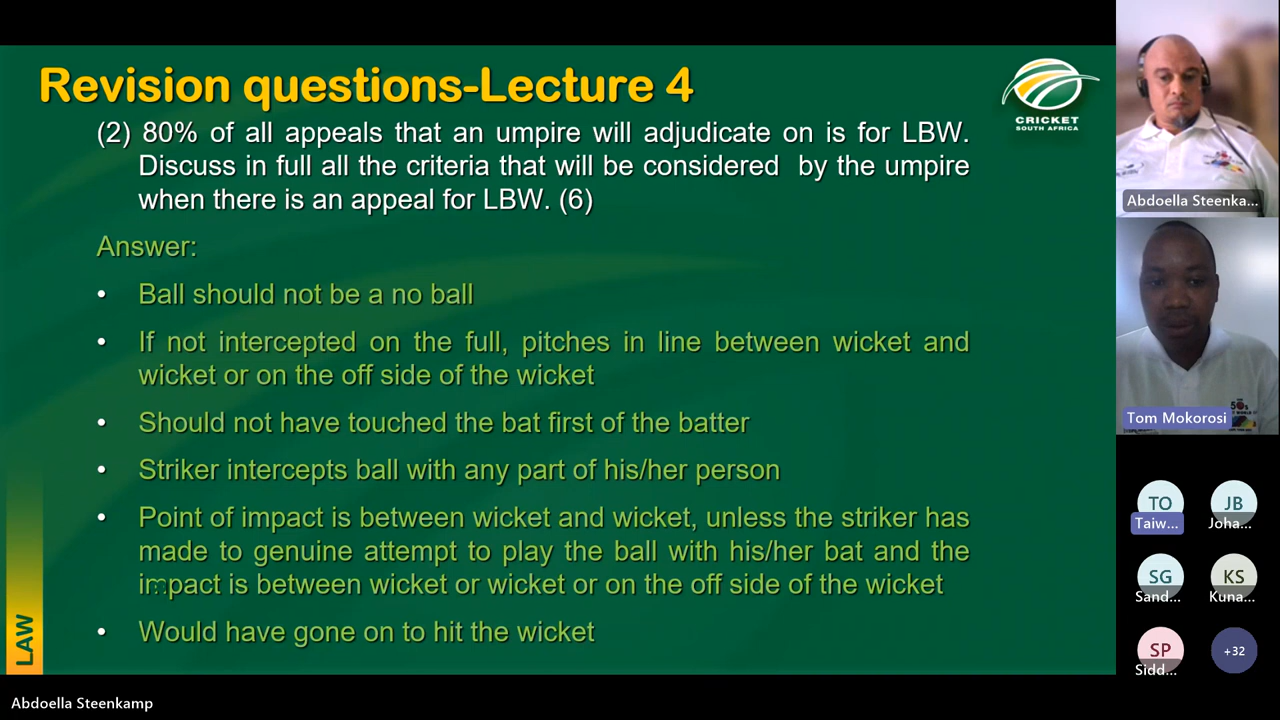 Revision questions-Lecture 4
CRICKET
SOUTH AFRICA
(2) 80% of all appeals that an umpire will adjudicate on is for LBW.
Discuss in full all the criteria that will be considered by the umpire
when there is an appeal for LBW. (6)
Answer:
• Ball should not be a no ball
• If not intercepted on the full, pitches in line between wicket and
wicket or on the off side of the wicket
• Should not have touched the bat first of the batter
• Striker intercepts ball with any part of his/her person
• Point of impact is between wicket and wicket, unless the striker has
made to genuine attempt to play the ball with his/her bat and the
impact is between wicket or wicket or on the off side of the wicket
• Would have gone on to hit the wicket
LAW
Abdoella Steenkamp
Abdoella Steenka...
Tom Mokorosi
TO
Taiw...
JB
Joha...
SG
Sand...
KS
Kuna...
SP
Sidd...
+32